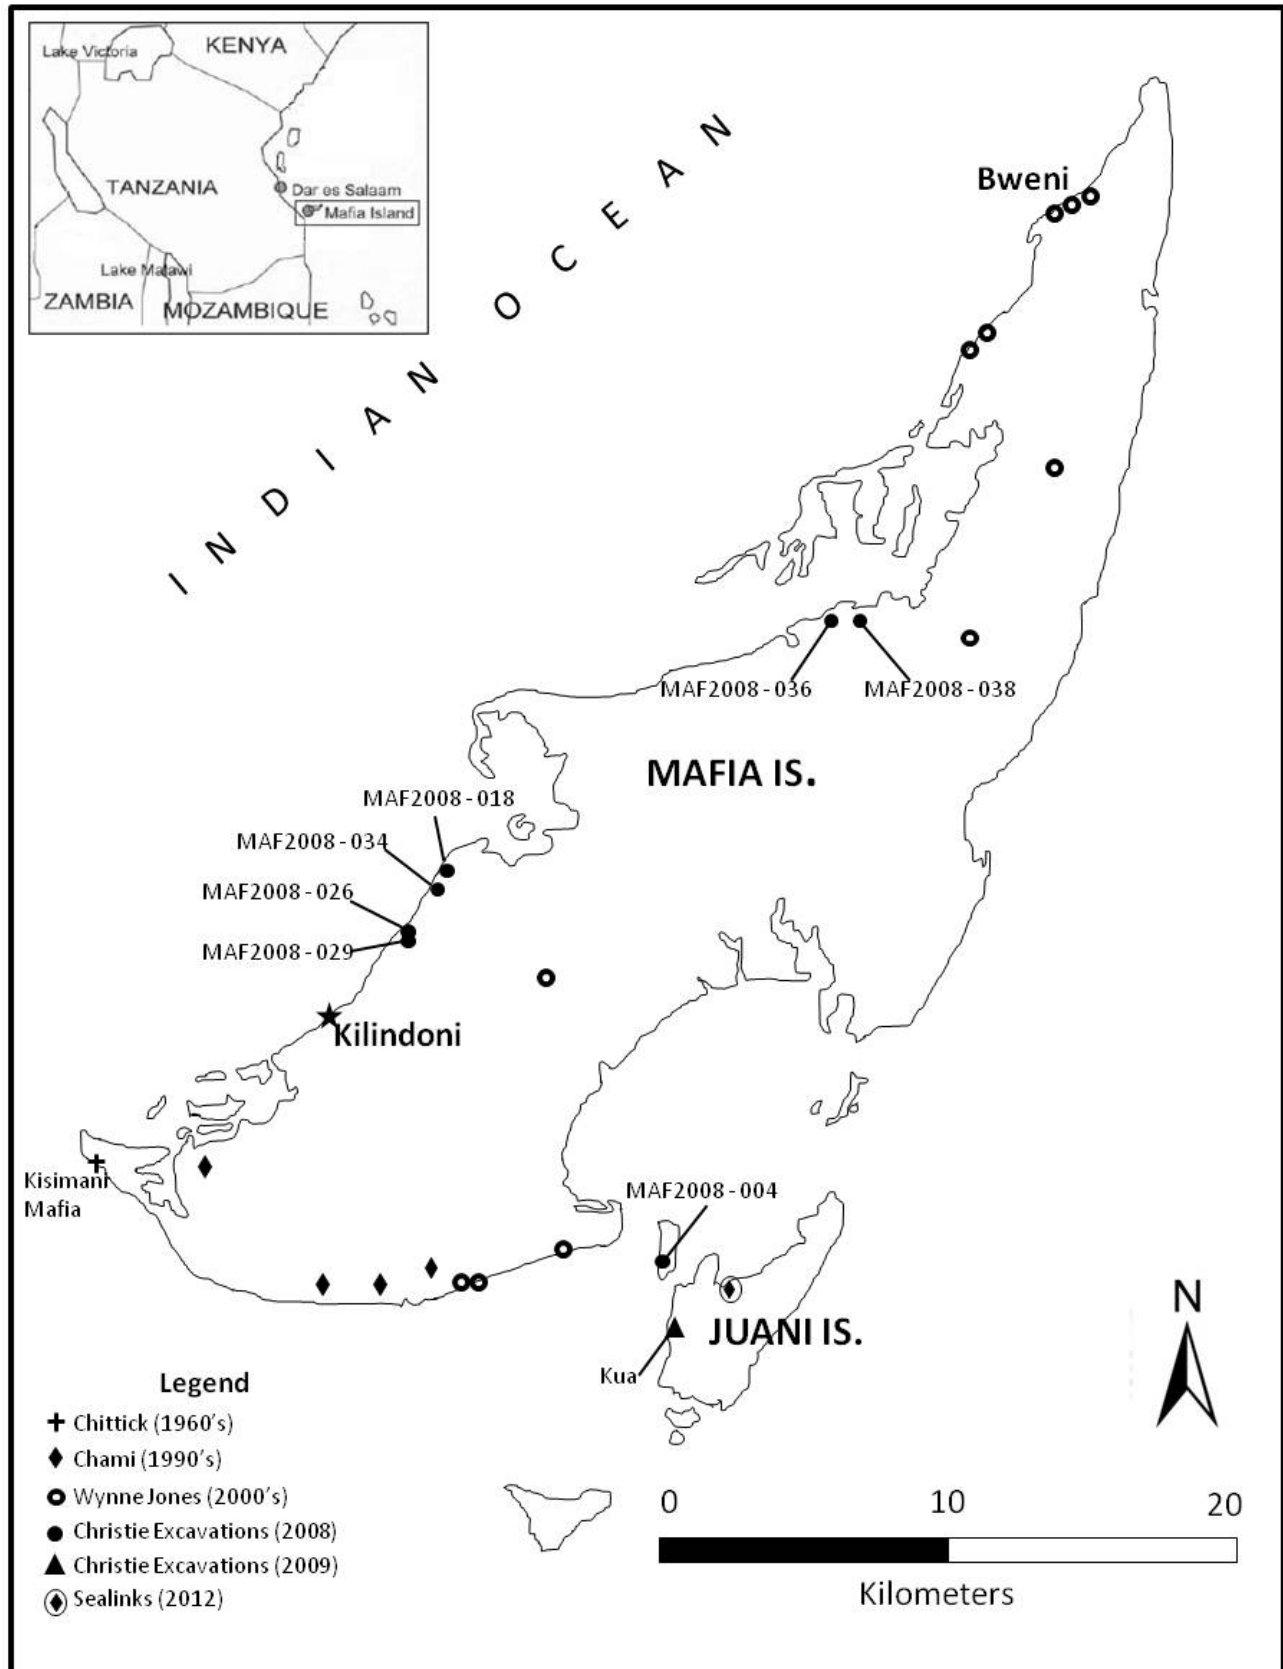 Lake Victoria
KENYA
TANZANIA
Dar es Salaam
Mafia Island
Lake Malawi
ZAMBIA
MOZAMBIQUE
INDIAN OCEAN
Bweni
MAF2008-036
MAF2008-038
MAFIA IS.
MAF2008-018
MAF2008-034
MAF2008-026
MAF2008-029
Kilindoni
Kisimani
Mafia
MAF2008-004
JUANI IS.
Kua
N
Legend
Chittick (1960's)
Chami (1990's)
Wynne Jones (2000's)
Christie Excavations (2008)
Christie Excavations (2009)
Sealinks (2012)
0 10 20
Kilometers